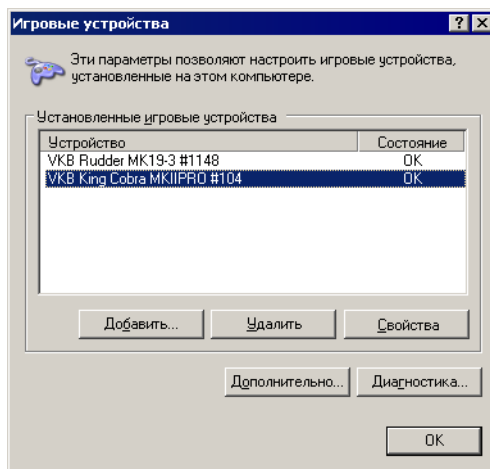 Игровые устройства
Эти параметры позволяют настроить игровые устройства,
установленные на этом компьютере.
Установленные игровые устройства
Устройство Состояние
VKB Rudder MK19-3 #1148 OK
VKB King Cobra MKIIPRO #104 OK
Добавить... Удалить Свойства
Дополнительно... Диагностика...
OK